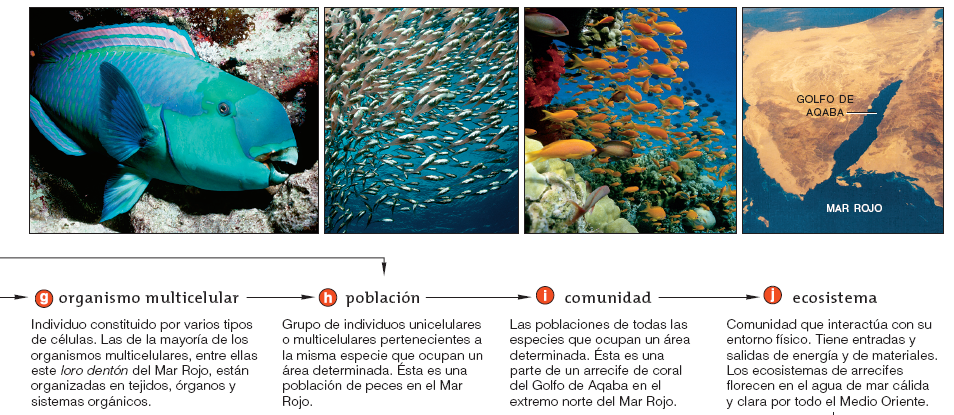 GOLFO DE
AQABA
MAR ROJO
g organismo multicelular
h población
i comunidad
j ecosistema
Individuo constituido por varios tipos
de células. Las de la mayoría de los
organismos multicelulares, entre ellas
este loro dentón del Mar Rojo, están
organizadas en tejidos, órganos y
sistemas orgánicos.
Grupo de individuos unicelulares
o multicelulares pertenecientes a
la misma especie que ocupan un
área determinada. Ésta es una
población de peces en el Mar
Rojo.
Las poblaciones de todas las
especies que ocupan un área
determinada. Ésta es una
parte de un arrecife de coral
del Golfo de Aqaba en el
extremo norte del Mar Rojo.
Comunidad que interactúa con su
entorno físico. Tiene entradas y
salidas de energía y de materiales.
Los ecosistemas de arrecifes
florecen en el agua de mar cálida
y clara por todo el Medio Oriente.